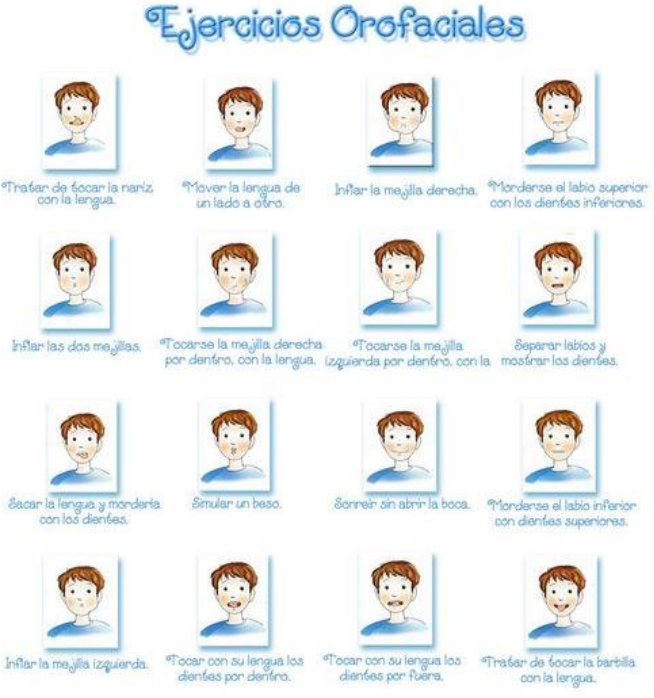 Ejercicios Orofaciales
Tratar de tocar la nariz
con la lengua.
Mover la lengua de
un lado a otro.
Inflar la mejilla derecha.
Morderse el labio superior
con los dientes inferiores.
Inflar las dos mejillas.
Tocarse la mejilla derecha
por dentro, con la lengua.
Tocarse la mejilla
izquierda por dentro, con la
Separar labios y
mostrar los dientes.
Sacar la lengua y morderla
con los dientes.
Simular un beso.
Sonreir sin abrir la boca.
Morderse el labio inferior
con dientes superiores.
Inflar la mejilla izquierda.
Tocar con su lengua los
dientes por dentro.
Tocar con su lengua los
dientes por fuera.
Tratar de tocar la barbilla
con la lengua.